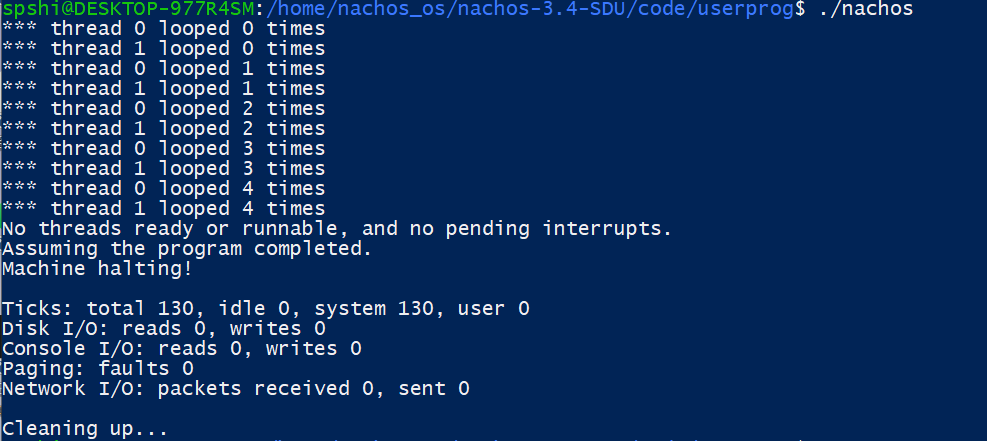 spshi@DESKTOP-977R4SM:/home/nachos_os/nachos-3.4-SDU/code/userprog$ ./nachos
*** thread 0 looped 0 times
*** thread 1 looped 0 times
*** thread 0 looped 1 times
*** thread 1 looped 1 times
*** thread 0 looped 2 times
*** thread 1 looped 2 times
*** thread 0 looped 3 times
*** thread 1 looped 3 times
*** thread 0 looped 4 times
*** thread 1 looped 4 times
No threads ready or runnable, and no pending interrupts.
Assuming the program completed.
Machine halting!
Ticks: total 130, idle 0, system 130, user 0
Disk I/O: reads 0, writes 0
Console I/O: reads 0, writes 0
Paging: faults 0
Network I/O: packets received 0, sent 0
Cleaning up...